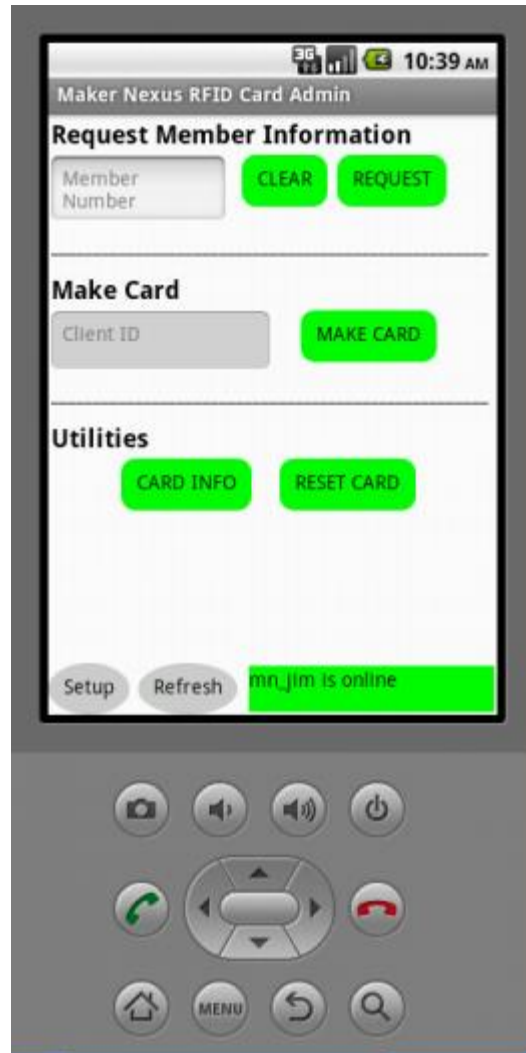 3G
10:39 AM
Maker Nexus RFID Card Admin
Request Member Information
Member
Number
CLEAR
REQUEST
Make Card
Client ID
MAKE CARD
Utilities
CARD INFO
RESET CARD
Setup
Refresh
mn_jim is online
MENU